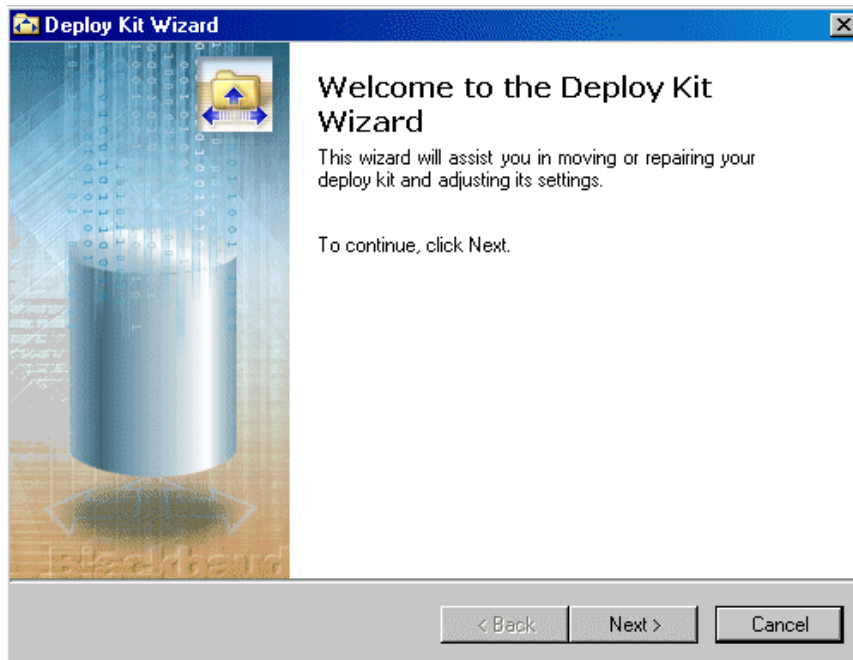 Deploy Kit Wizard
Welcome to the Deploy Kit
Wizard
This wizard will assist you in moving or repairing your
deploy kit and adjusting its settings.
To continue, click Next.
Blackbaud
< Back
Next >
Cancel